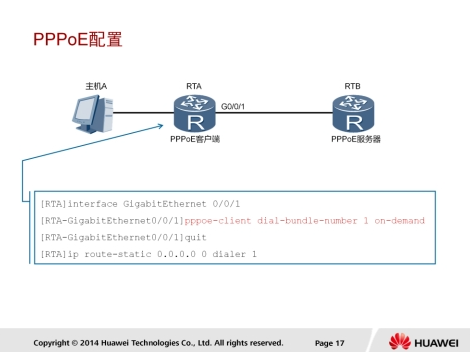 PPPoE配置
主机A
RTA
RTB
G0/0/1
R
R
PPPoE客户端
PPPoE服务器
[RTA]interface GigabitEthernet 0/0/1
[RTA-GigabitEthernet0/0/1]pppoe-client dial-bundle-number 1 on-demand
[RTA-GigabitEthernet0/0/1]quit
[RTA]ip route-static 0.0.0.0 0 dialer 1
Copyright © 2014 Huawei Technologies Co., Ltd. All rights reserved.
Page 17
HUAWEI